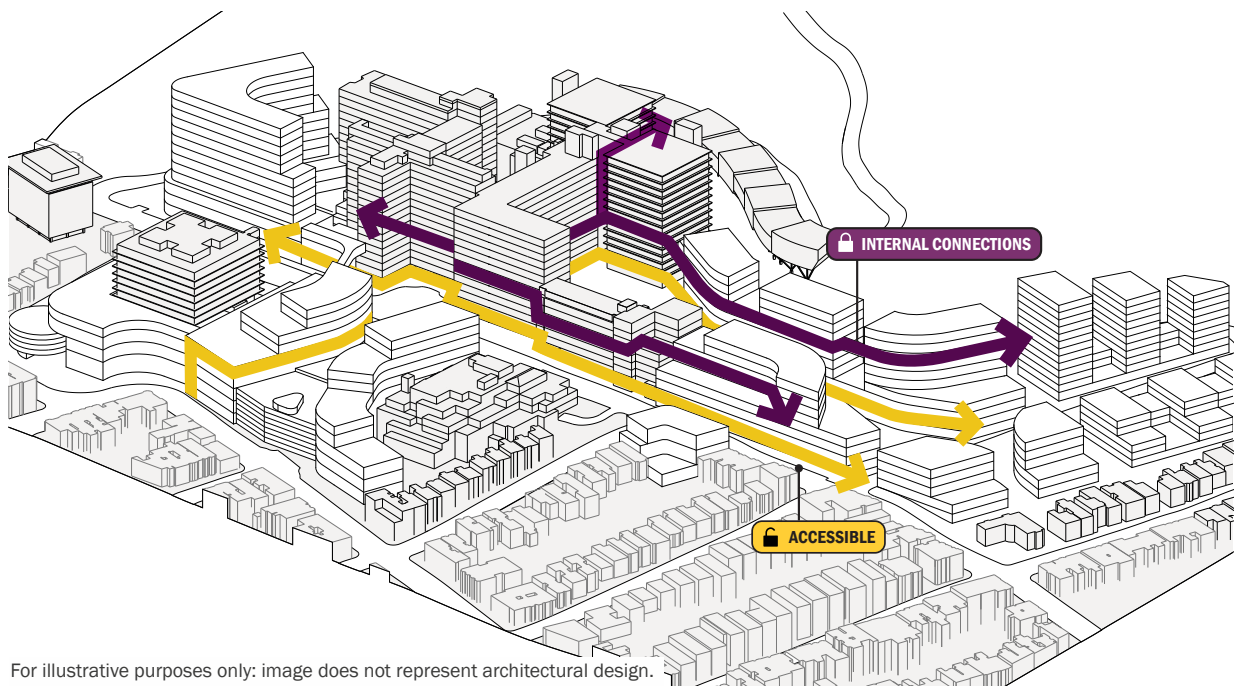 INTERNAL CONNECTIONS
ACCESSIBLE
For illustrative purposes only: image does not represent architectural design.